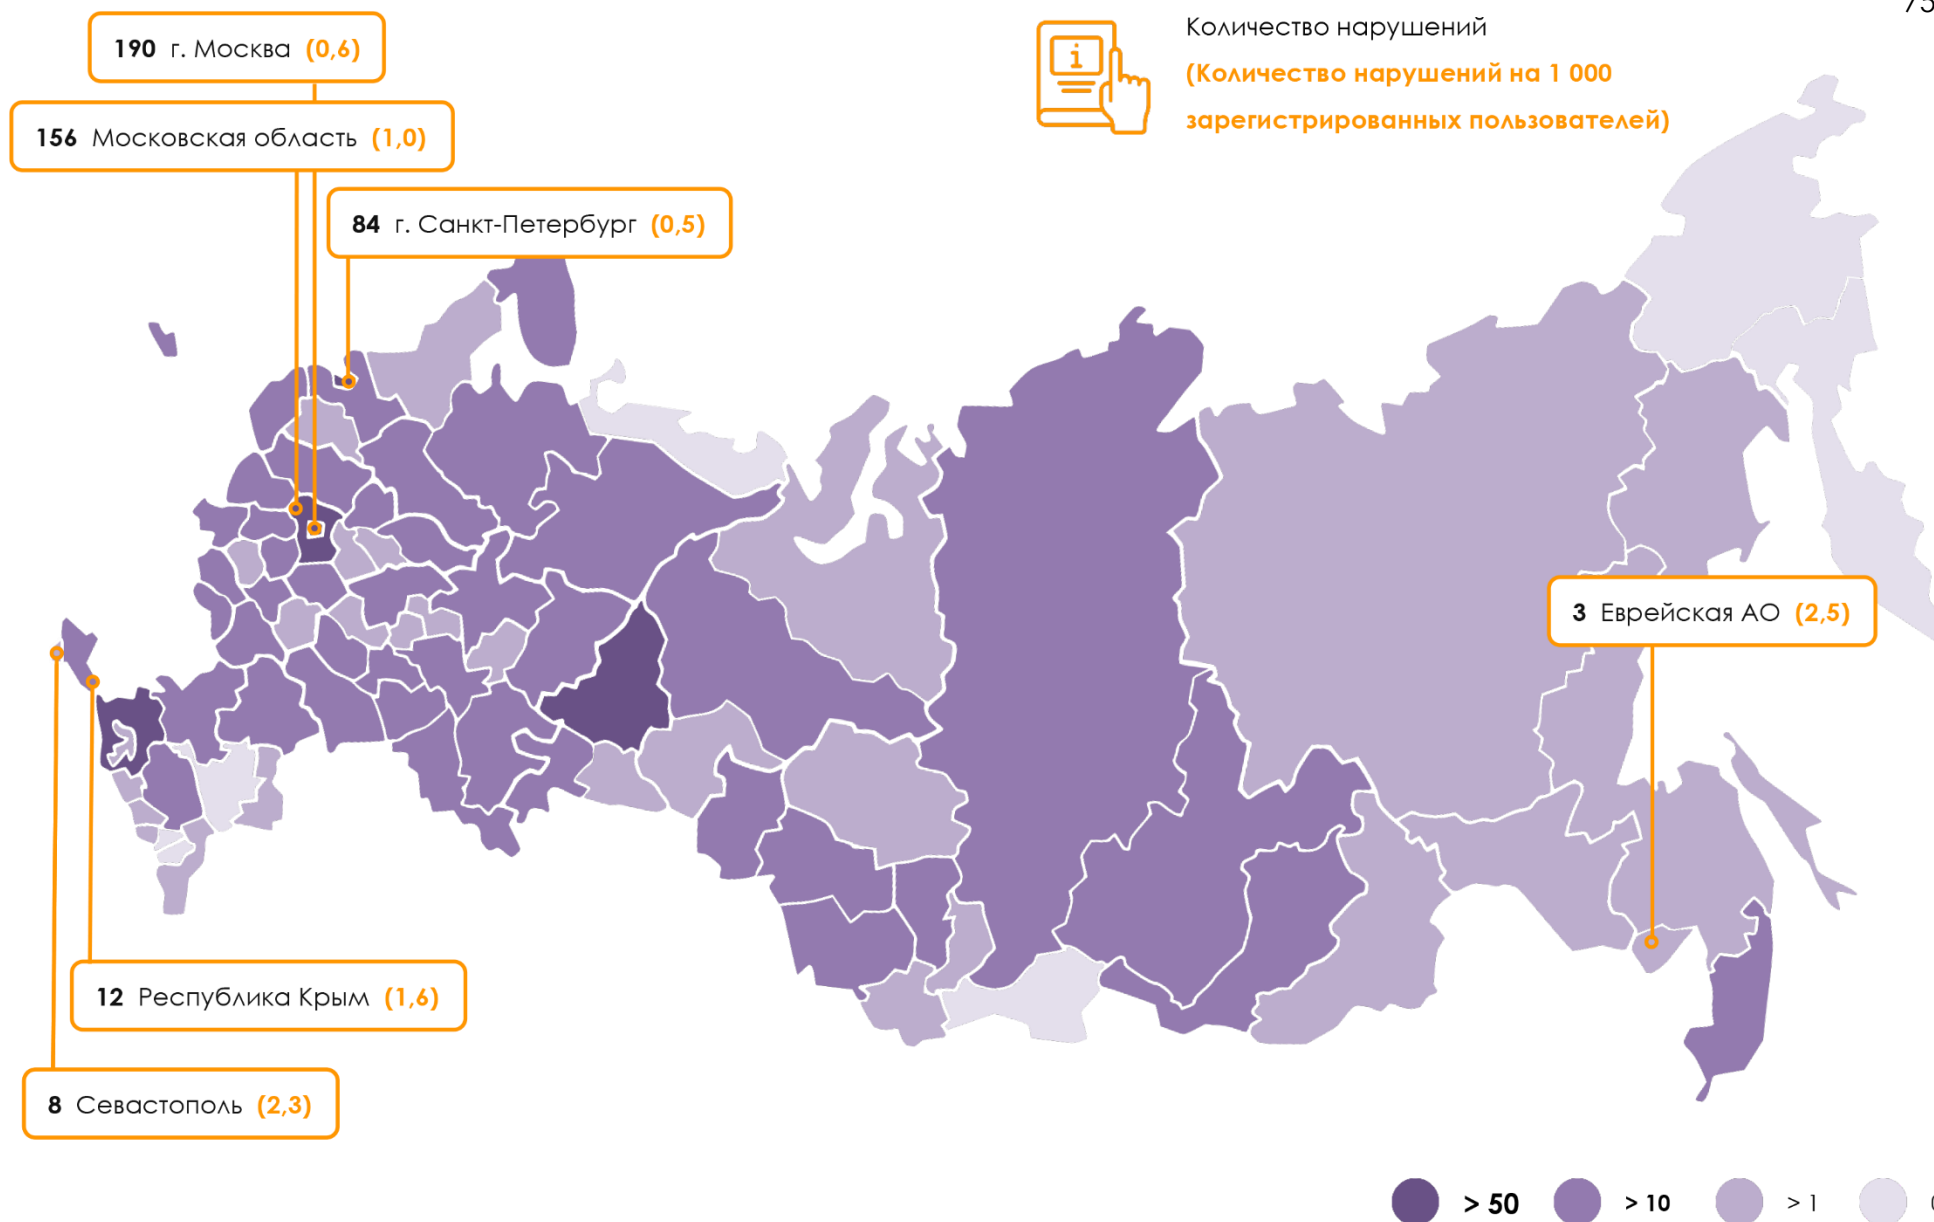 75
Количество нарушений
(Количество нарушений на 1 000
зарегистрированных пользователей)
i
190 г. Москва (0,6)
156 Московская область (1,0)
84 г. Санкт-Петербург (0,5)
3 Еврейская АО (2,5)
12 Республика Крым (1,6)
8 Севастополь (2,3)
> 50
> 10
> 1
0